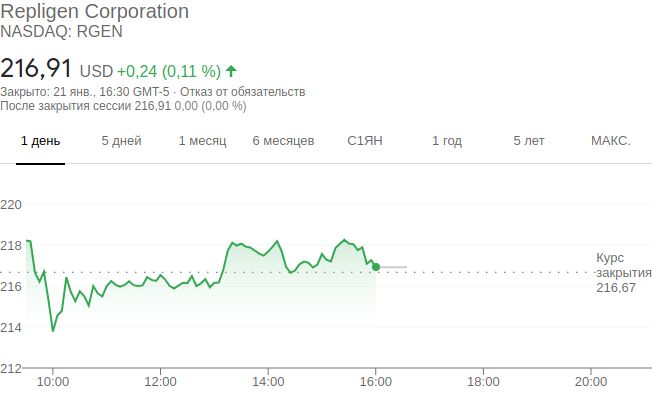 Repligen Corporation
NASDAQ: RGEN
216,91 USD +0,24 (0,11 %)
Закрыто: 21 янв., 16:30 GMT-5 · Отказ от обязательств
После закрытия сессии 216,91 0,00 (0,00 %)
1 день 5 дней 1 месяц 6 месяцев С1ЯН 1 год 5 лет МАКС.
220
218
Курс
закрытия
216,67
216
214
212
10:00 12:00 14:00 16:00 18:00 20:00